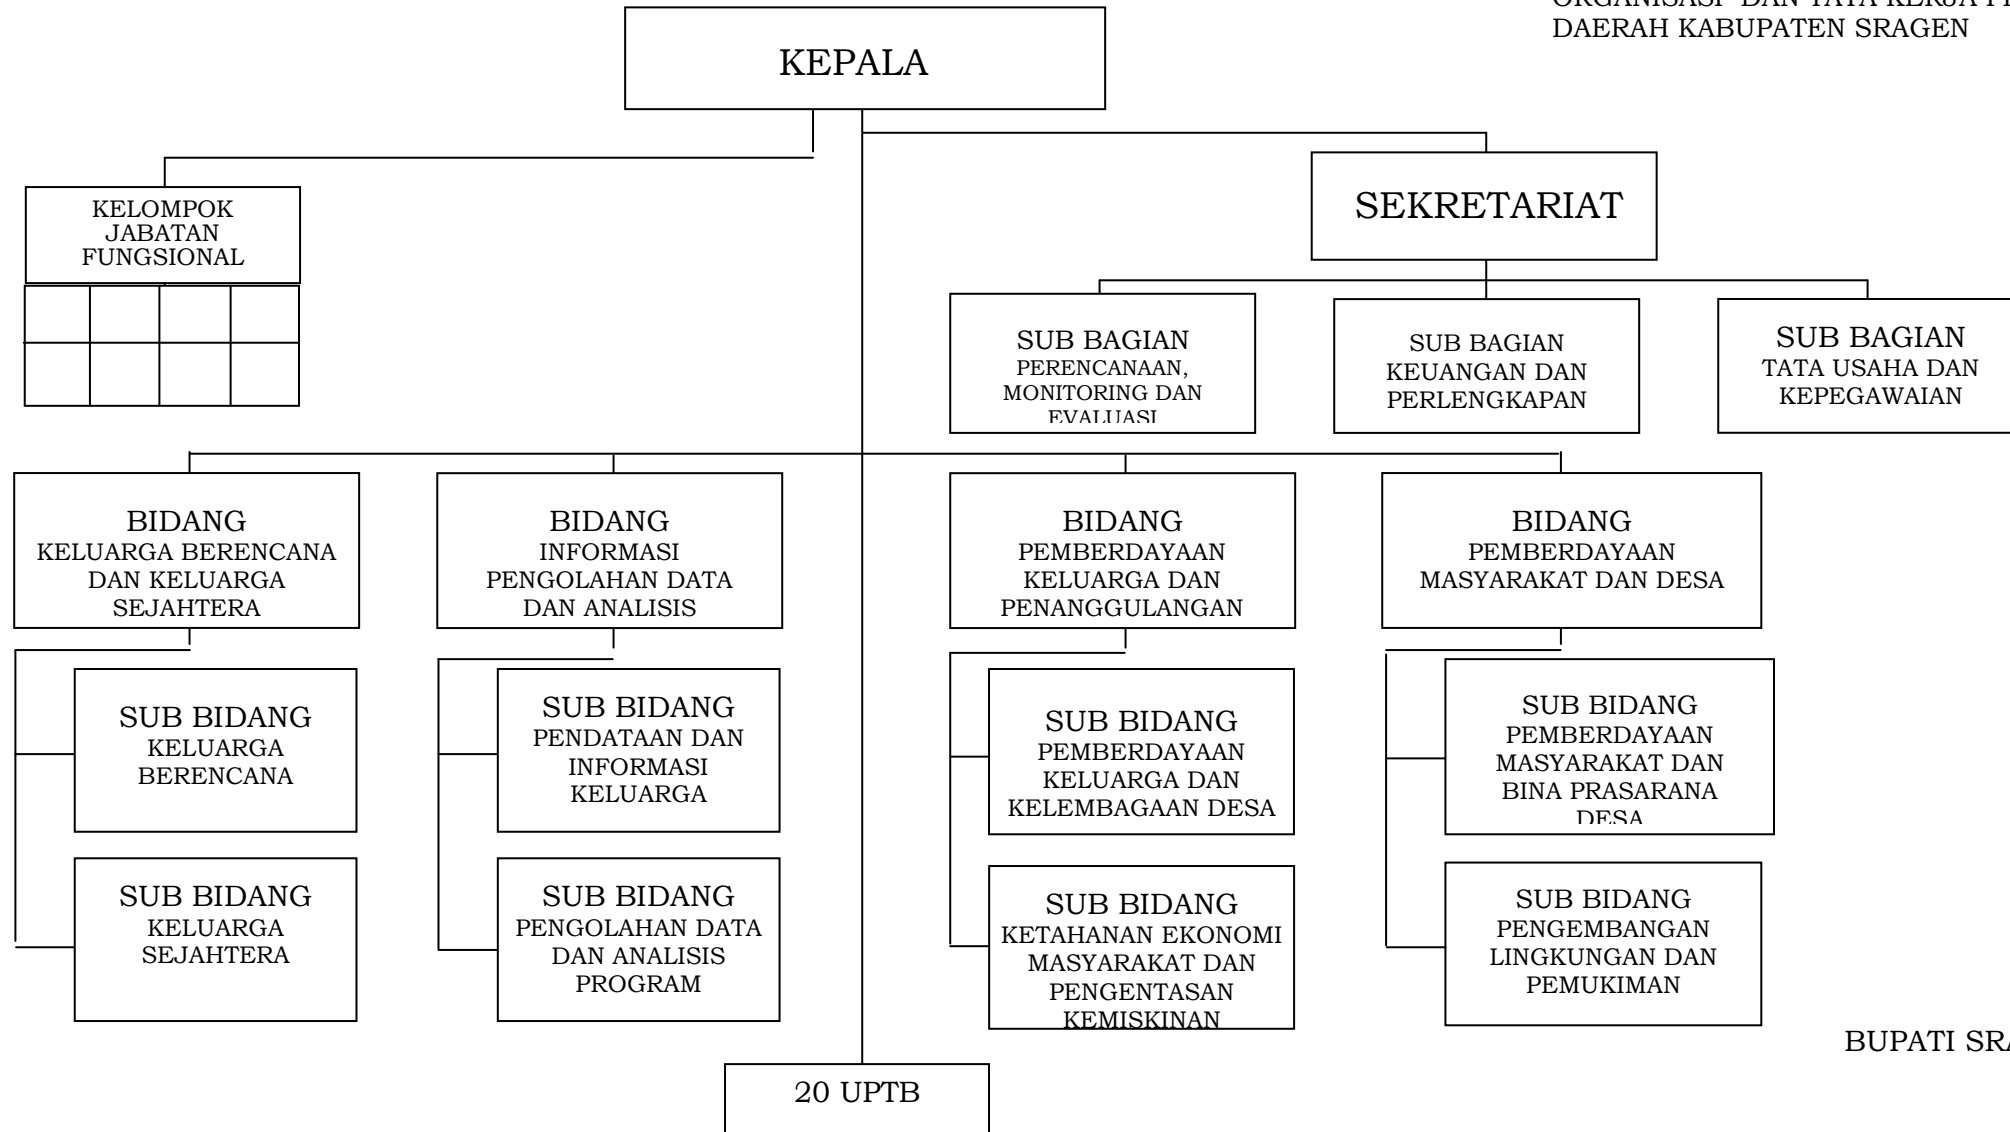 DAERAH KABUPATEN SRAGEN
KEPALA
KELOMPOK
JABATAN
FUNGSIONAL
SEKRETARIAT
SUB BAGIAN
PERENCANAAN,
MONITORING DAN
EVALUASI
SUB BAGIAN
KEUANGAN DAN
PERLENGKAPAN
SUB BAGIAN
TATA USAHA DAN
KEPEGAWAIAN
BIDANG
KELUARGA BERENCANA
DAN KELUARGA
SEJAHTERA
BIDANG
INFORMASI
PENGOLAHAN DATA
DAN ANALISIS
BIDANG
PEMBERDAYAAN
KELUARGA DAN
PENANGGULANGAN
BIDANG
PEMBERDAYAAN
MASYARAKAT DAN DESA
SUB BIDANG
KELUARGA
BERENCANA
SUB BIDANG
PENDATAAN DAN
INFORMASI
KELUARGA
SUB BIDANG
PEMBERDAYAAN
KELUARGA DAN
KELEMBAGAAN DESA
SUB BIDANG
PEMBERDAYAAN
MASYARAKAT DAN
BINA PRASARANA
DESA
SUB BIDANG
KELUARGA
SEJAHTERA
SUB BIDANG
PENGOLAHAN DATA
DAN ANALISIS
PROGRAM
SUB BIDANG
KETAHANAN EKONOMI
MASYARAKAT DAN
PENGENTASAN
KEMISKINAN
SUB BIDANG
PENGEMBANGAN
LINGKUNGAN DAN
PEMUKIMAN
BUPATI
20 UPTB